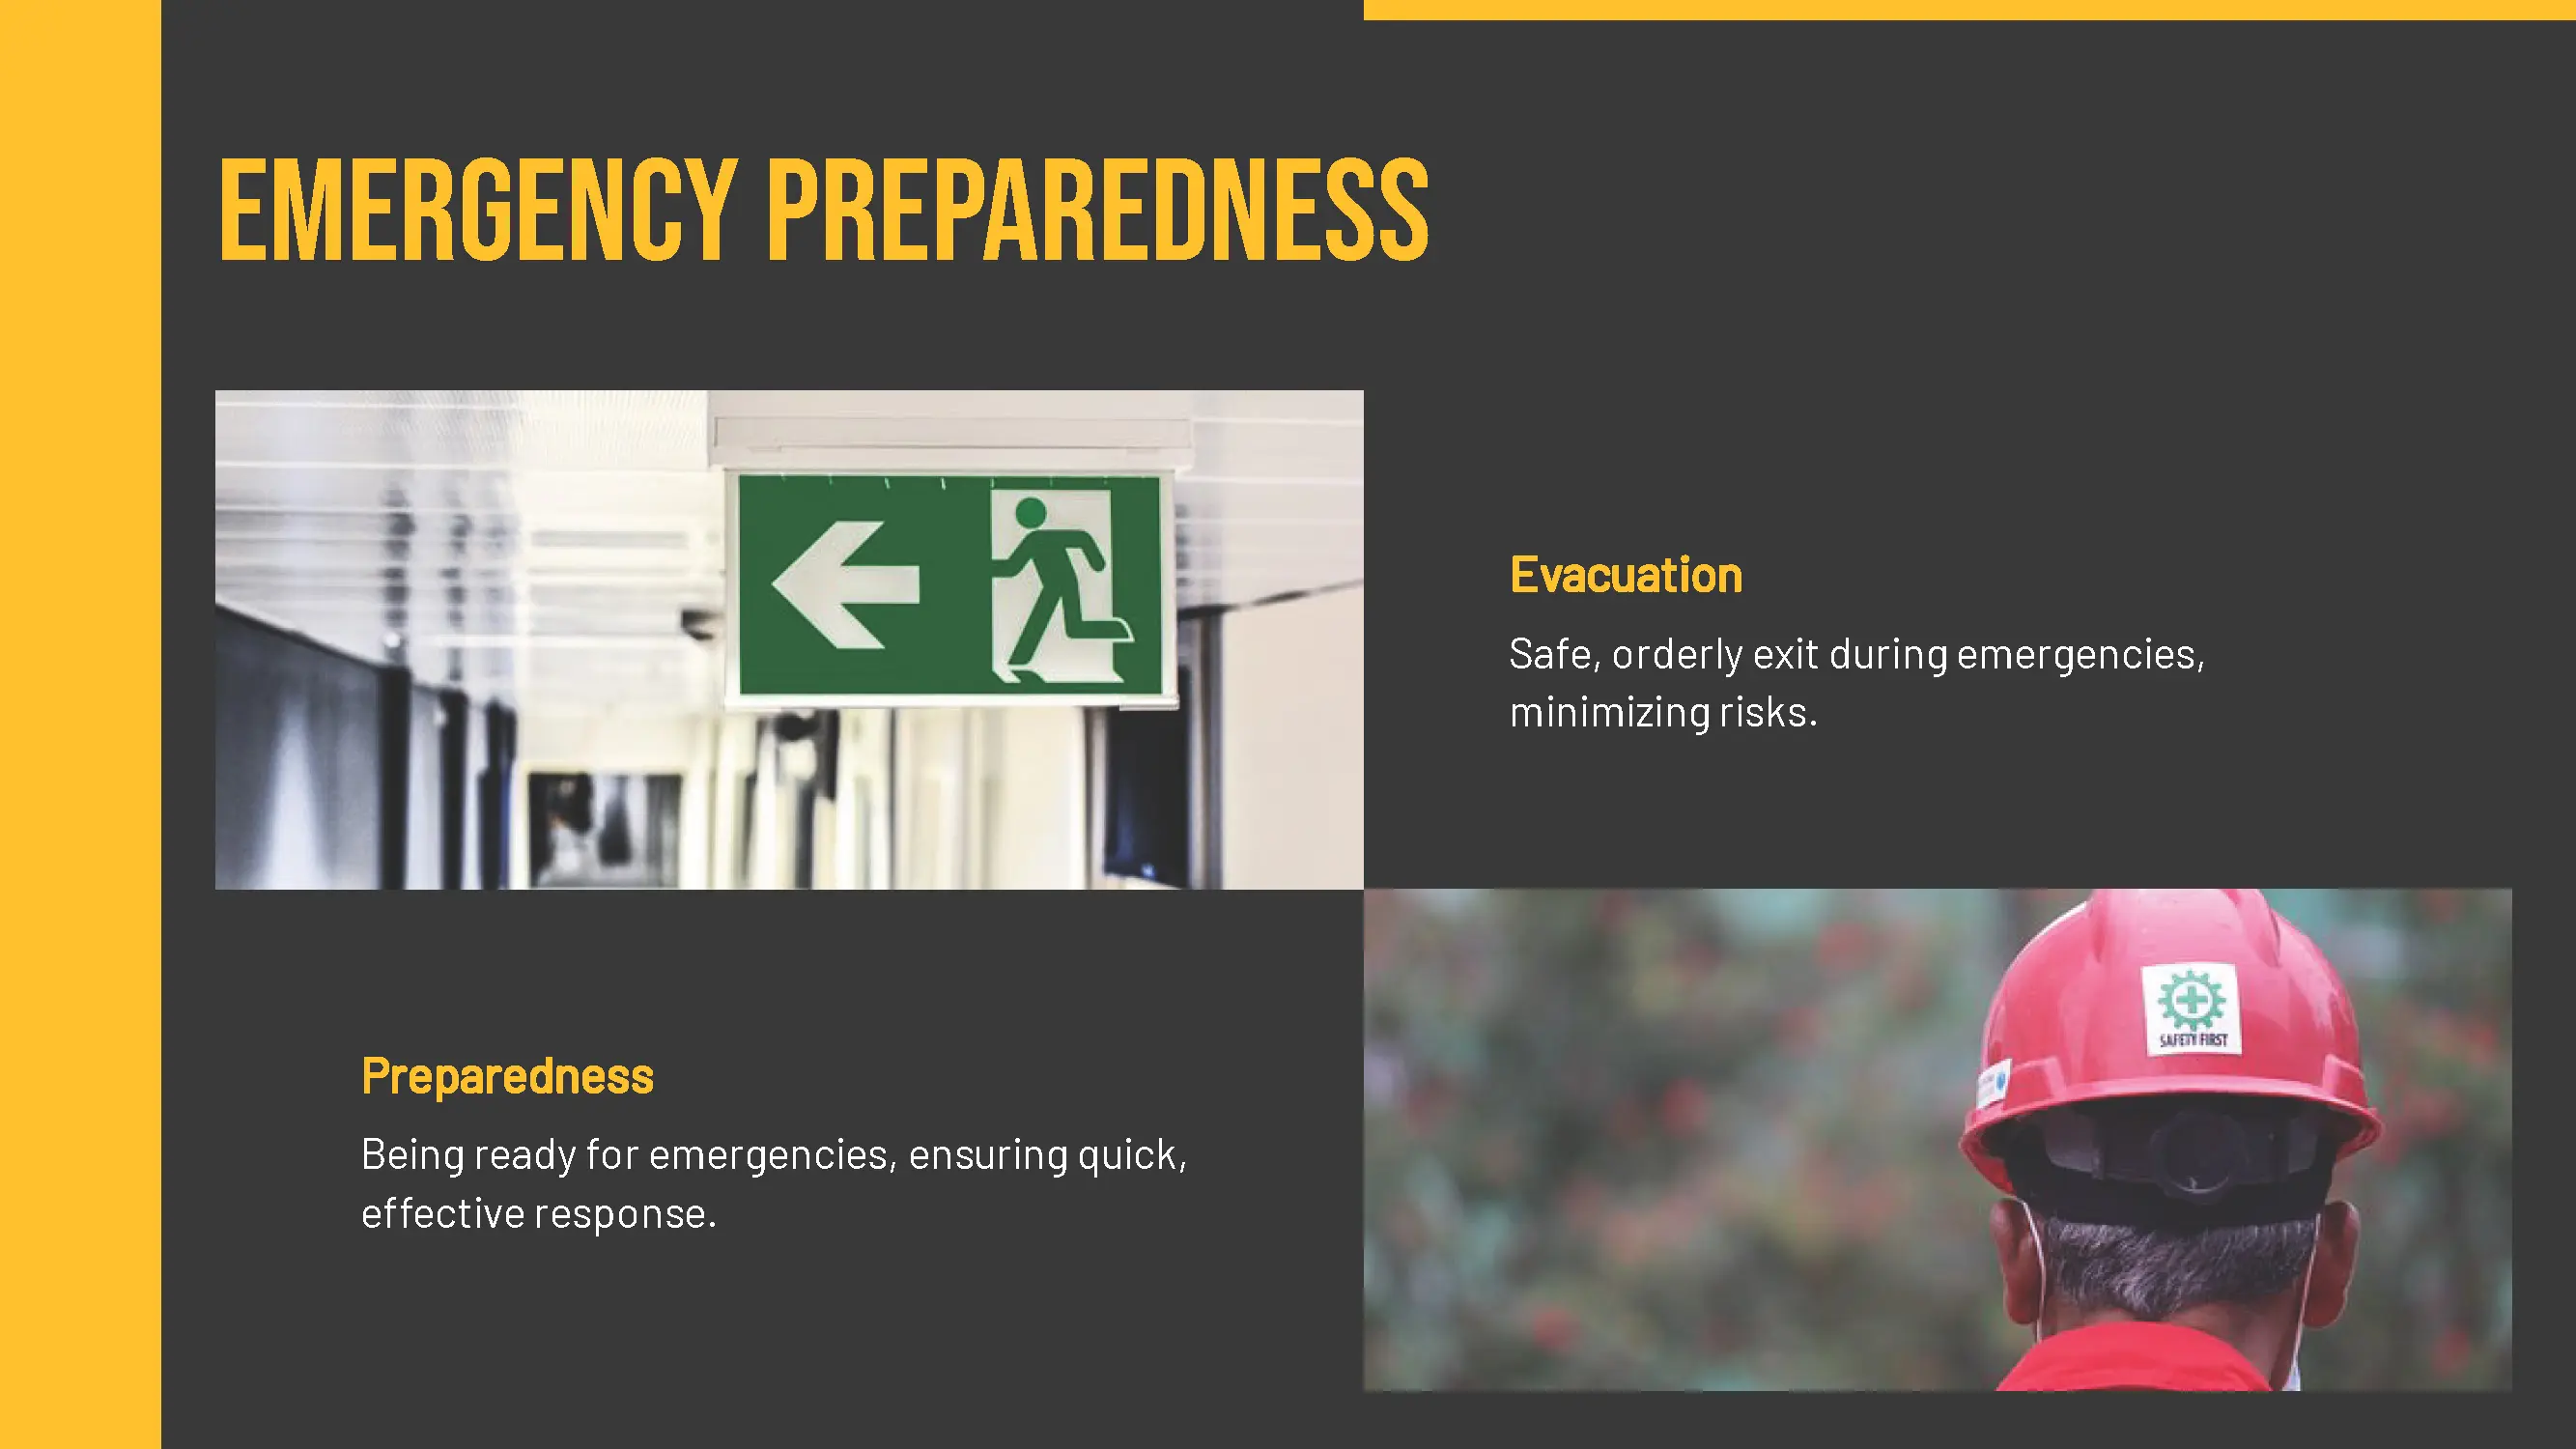 EMERGENCY PREPAREDNESS
Evacuation
Safe, orderly exit during emergencies,
minimizing risks.
Preparedness
Being ready for emergencies, ensuring quick,
effective response.
SAFETY FIRST